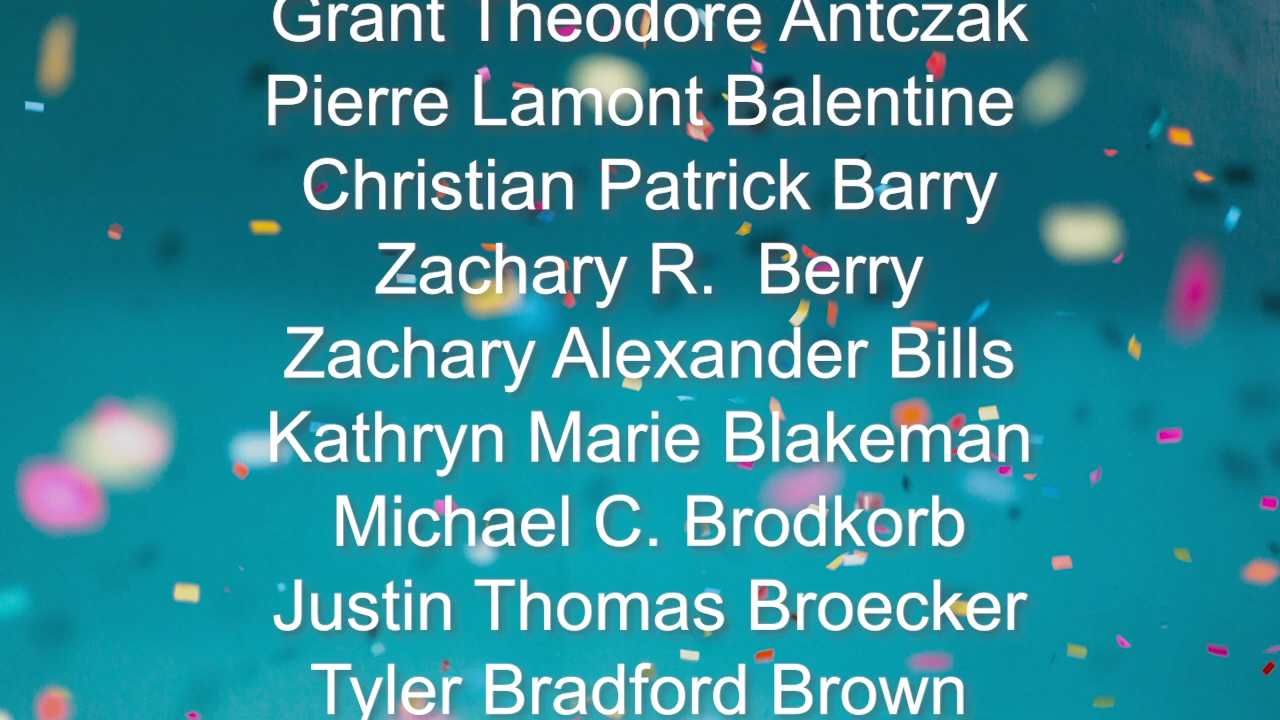 Grant Theodore Antczak
Pierre Lamont Balentine
Christian Patrick Barry
Zachary R.  Berry
Zachary Alexander Bills
Kathryn Marie Blakeman
Michael C. Brodkorb
Justin Thomas Broecker
Tyler Bradford Brown